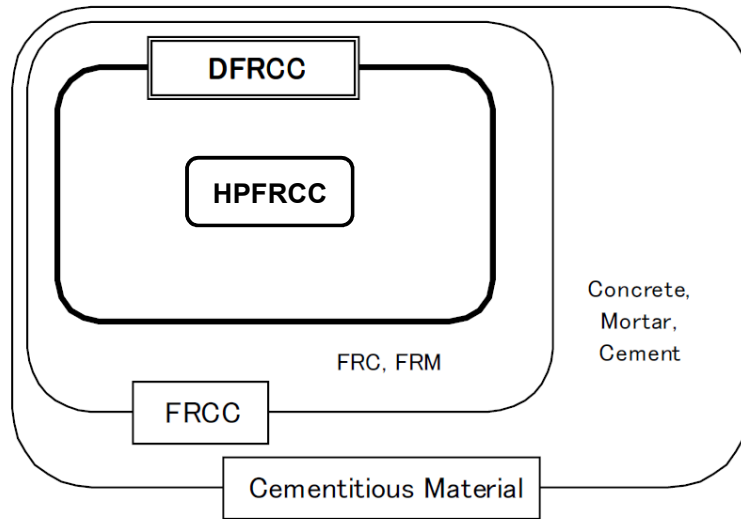 DFRCC
HPFRCC
Concrete,
Mortar,
Cement
FRC, FRM
FRCC
Cementitious Material